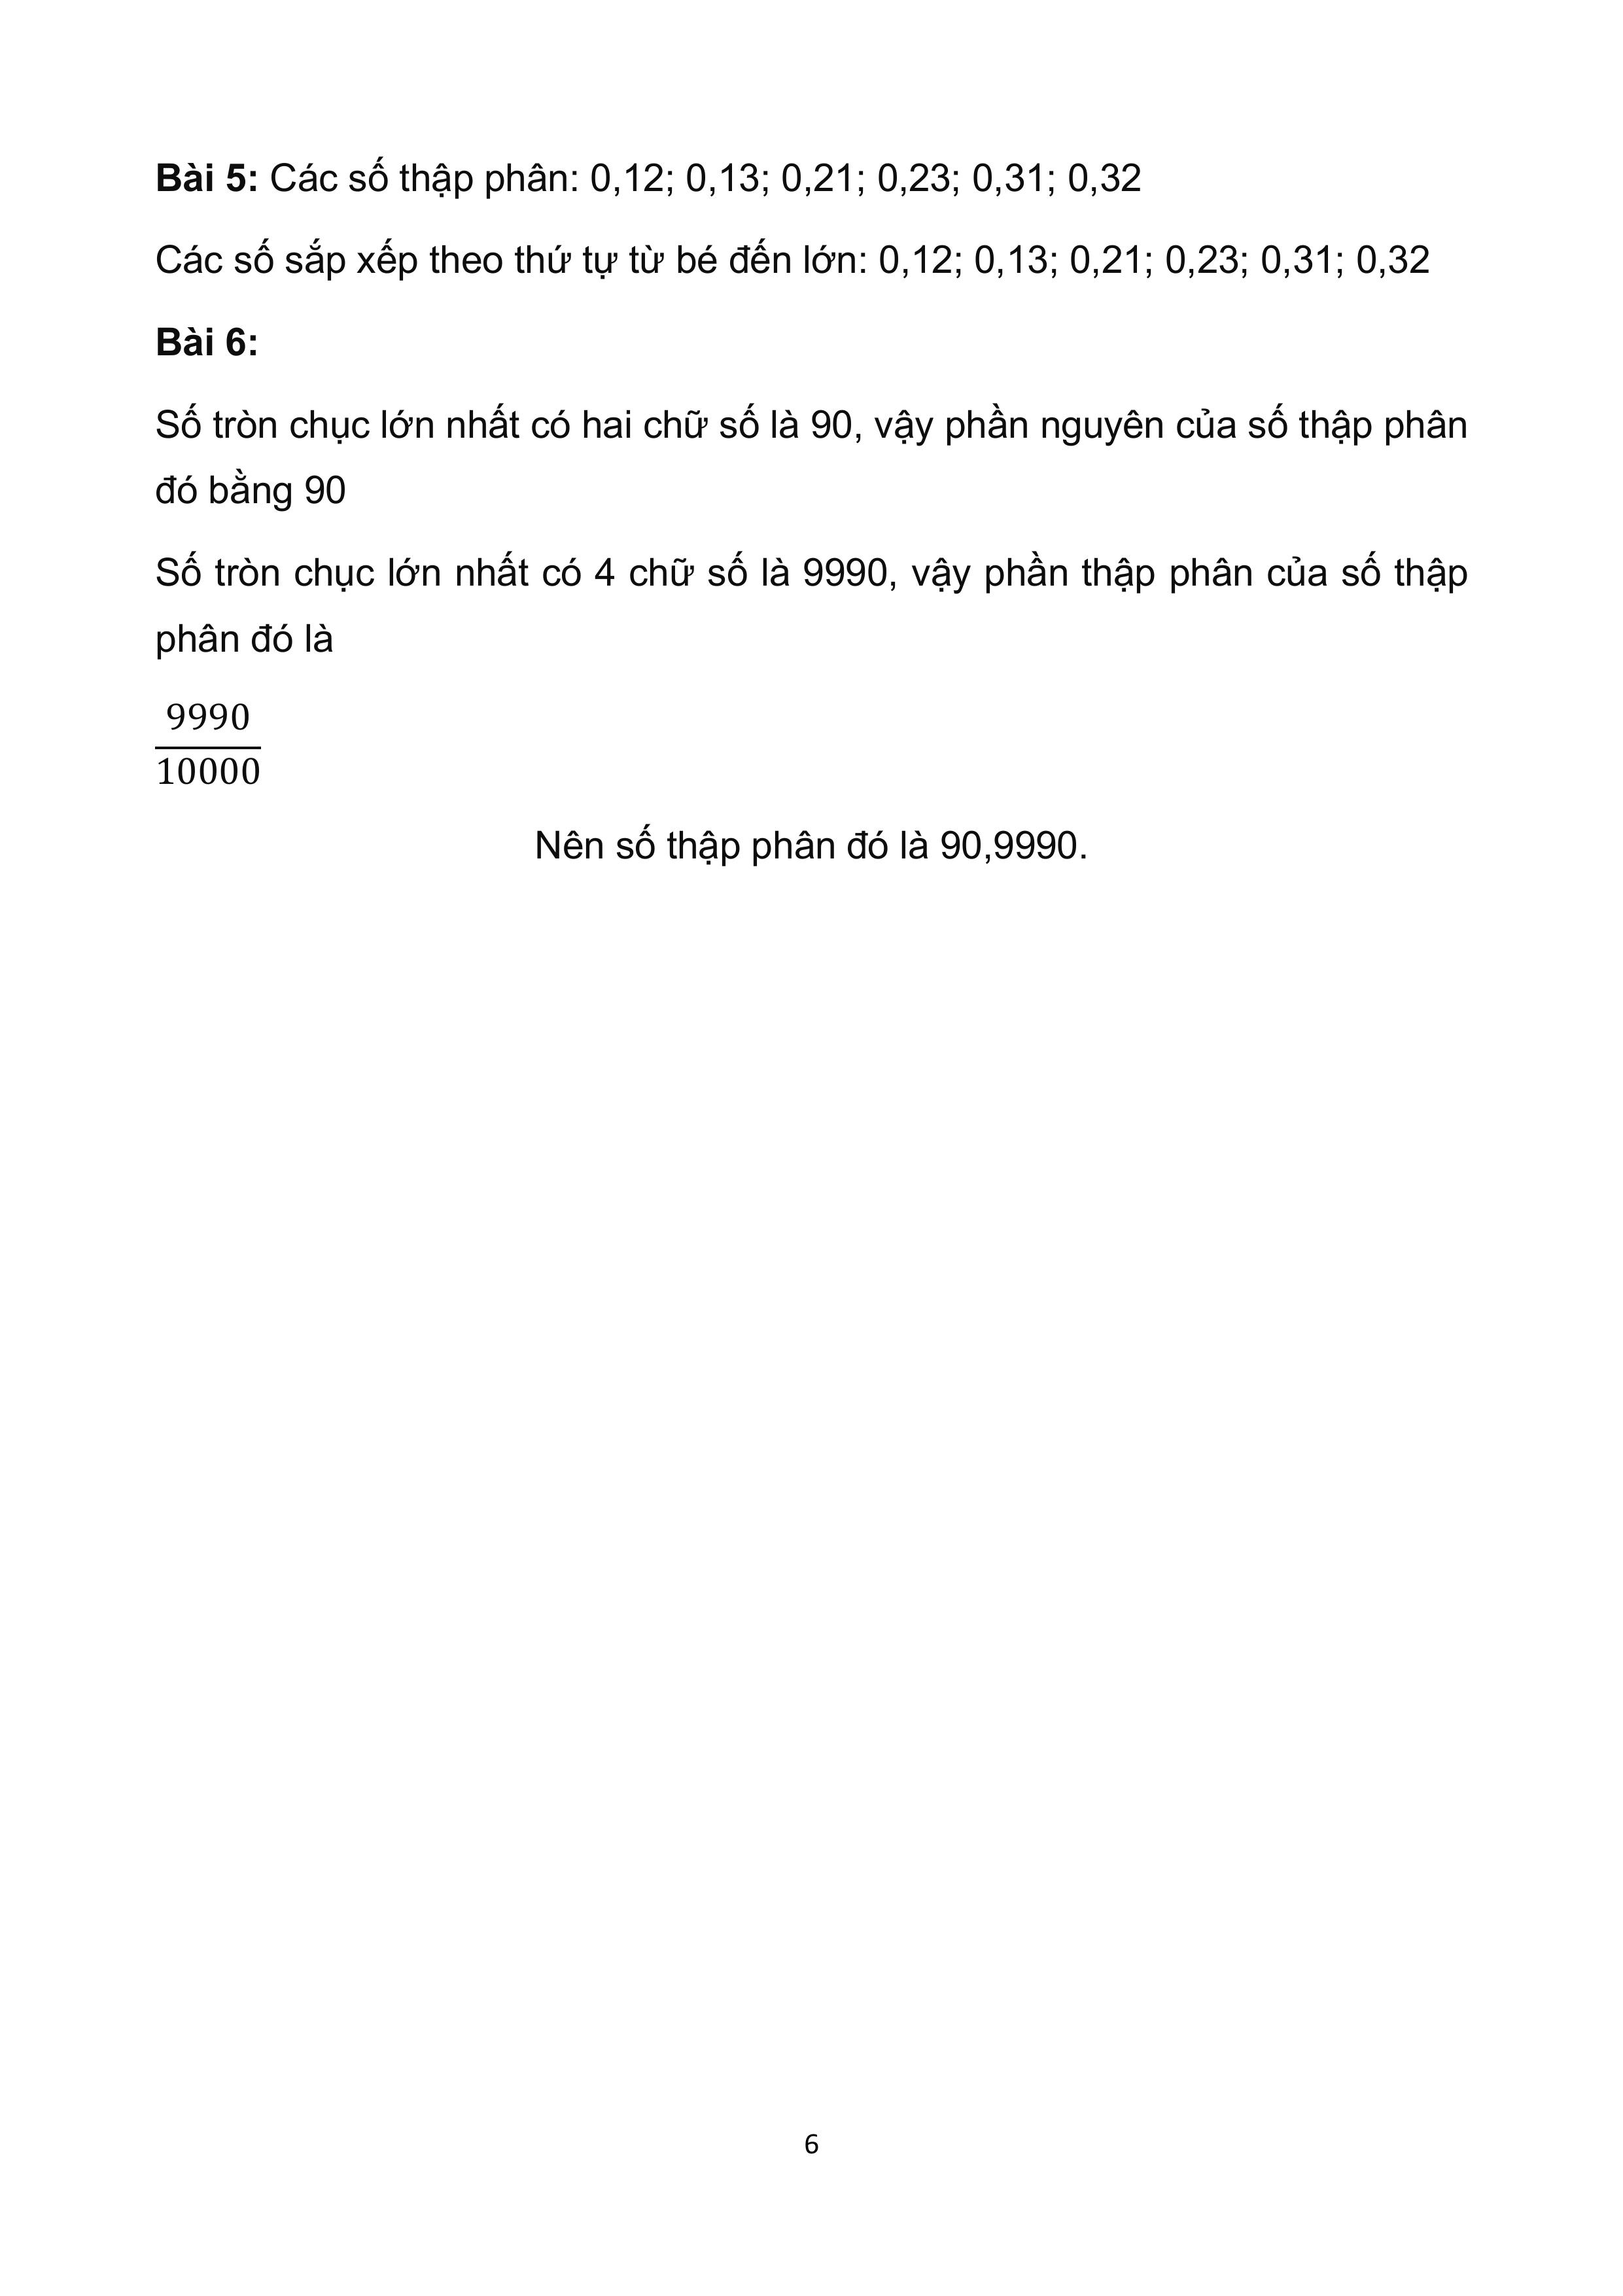 Bài 5: Các số thập phân: 0,12; 0,13; 0,21; 0,23; 0,31; 0,32
Các số sắp xếp theo thứ tự từ bé đến lớn: 0,12; 0,13; 0,21; 0,23; 0,31; 0,32
Bài 6:
Số tròn chục lớn nhất có hai chữ số là 90, vậy phần nguyên của số thập phân
đó bằng 90
Số tròn chục lớn nhất có 4 chữ số là 9990, vậy phần thập phân của số thập
phân đó là
9990
10000
Nên số thập phân đó là 90,9990.
6